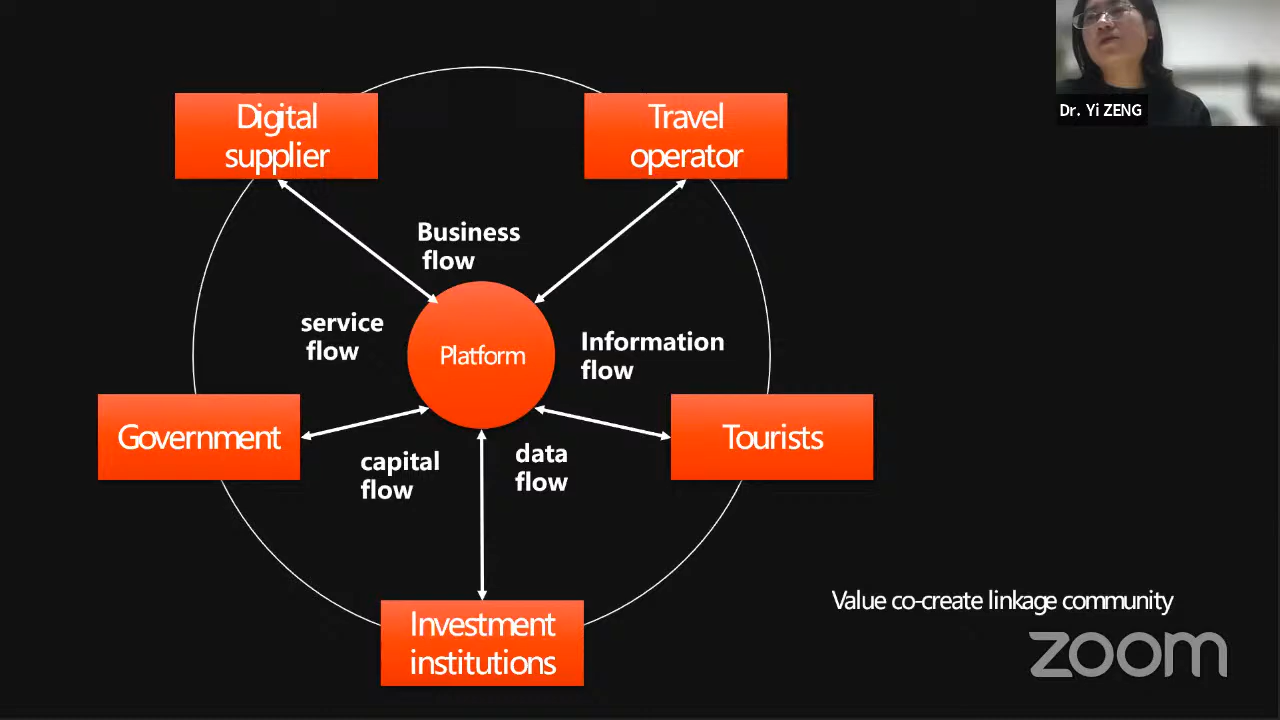 Dr. Yi ZENG
Digital
supplier
Travel
operator
Business
flow
service
flow
Platform
Information
flow
Government
Tourists
capital
flow
data
flow
Investment
institutions
Value co-create linkage community
zoom